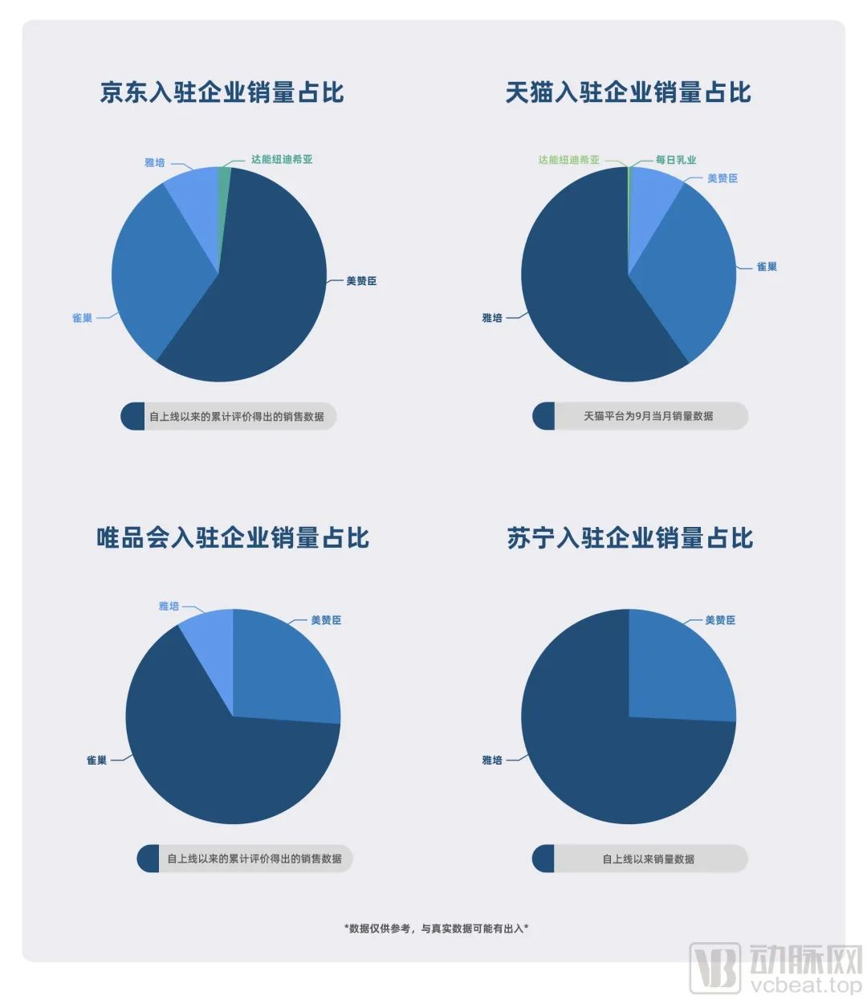 京东入驻企业销量占比
雅培
达能纽迪希亚
美赞臣
雀巢
自上线以来的累计评价得出的销售数据
天猫入驻企业销量占比
达能纽迪希亚
每日乳业
美赞臣
雀巢
雅培
天猫平台为9月当月销量数据
唯品会入驻企业销量占比
雅培
美赞臣
雀巢
自上线以来的累计评价得出的销售数据
苏宁入驻企业销量占比
美赞臣
雅培
自上线以来销量数据
*数据仅供参考，与真实数据可能有出入*
VB 动脉网
vcbeat.top